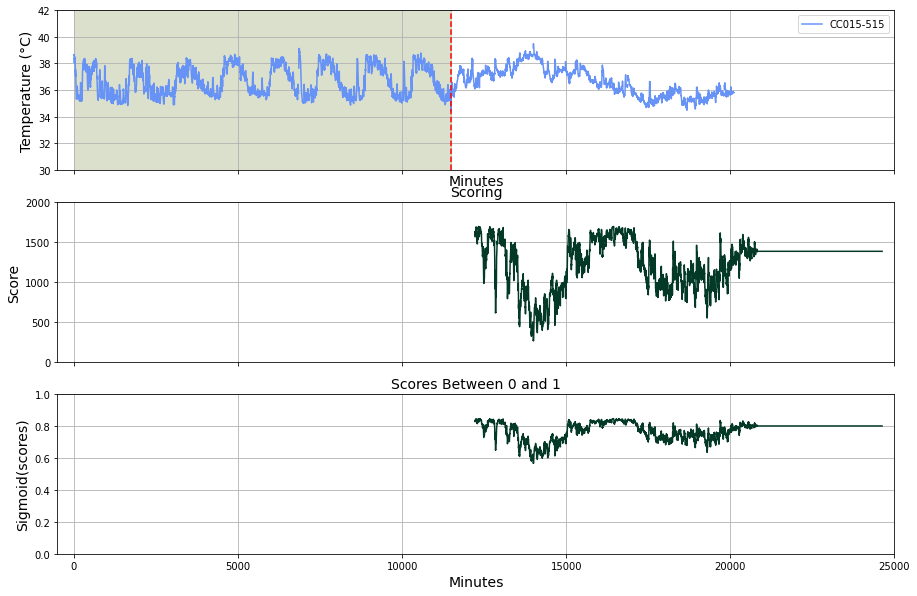 42
40
38
36
34
32
30
Temperature (°C)
CC015-515
Minutes
Scoring
2000
1500
1000
500
0
Score
Scores Between 0 and 1
1.0
0.8
0.6
0.4
0.2
0.0
Sigmoid(scores)
0 5000 10000 15000 20000 25000
Minutes